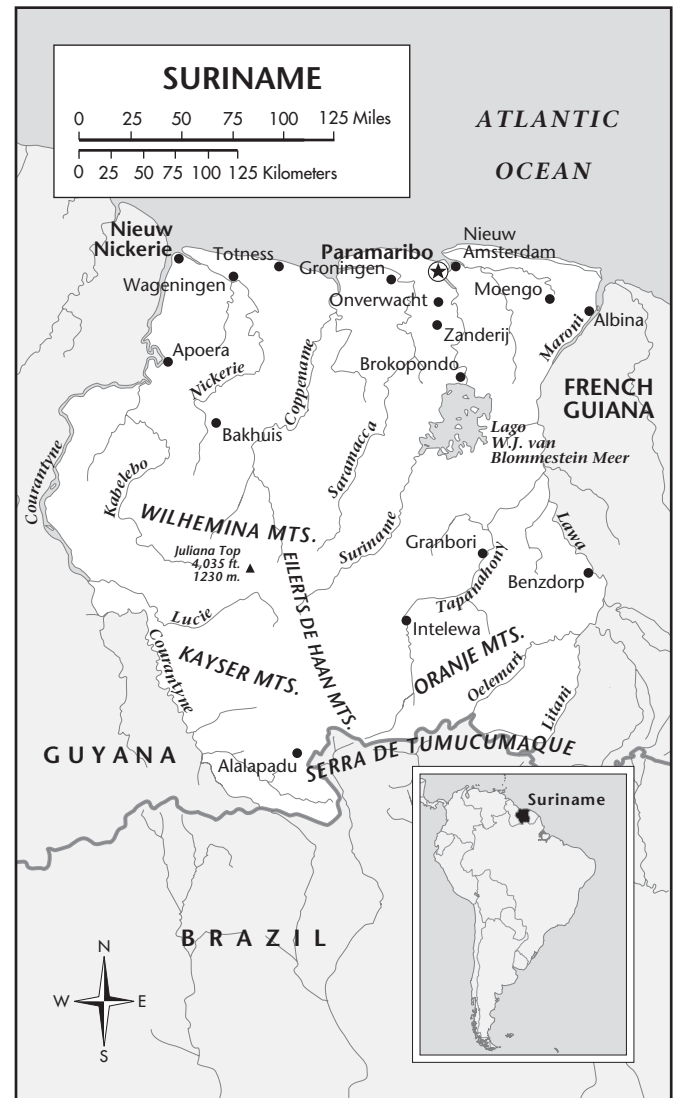 SURINAME
0 50 75 100 125 Miles
0 25 50 75 100 125 Kilometers
ATLANTIC
OCEAN
Nieuw
Nickerie
Totness
Paramaribo
Nieuw
Amsterdam
Groningen
Wageningen
Onverwacht
Moengo
Albina
Zanderij
Maroni
Apoera
Nickerie
Coppename
Brokopondo
FRENCH
GUIANA
Bakhuis
Lago
W.J. van
Blommestein Meer
Courantyne
Kabelebo
Saramacca
WILHEMINA MTS.
Suriname
Lawa
Juliana Top
4,035 ft.
1230 m.
Granbori
Tapanahony
Benzdorp
EILERTS DE HAAN MTS.
Lucie
Intelewa
Courantyne
KAYSER MTS.
ORANJE MTS.
Oelemari
Litani
GUYANA
Alalapadu
SERRA DE TUMUCUMAQUE
Suriname
BRAZIL
N
W E
S